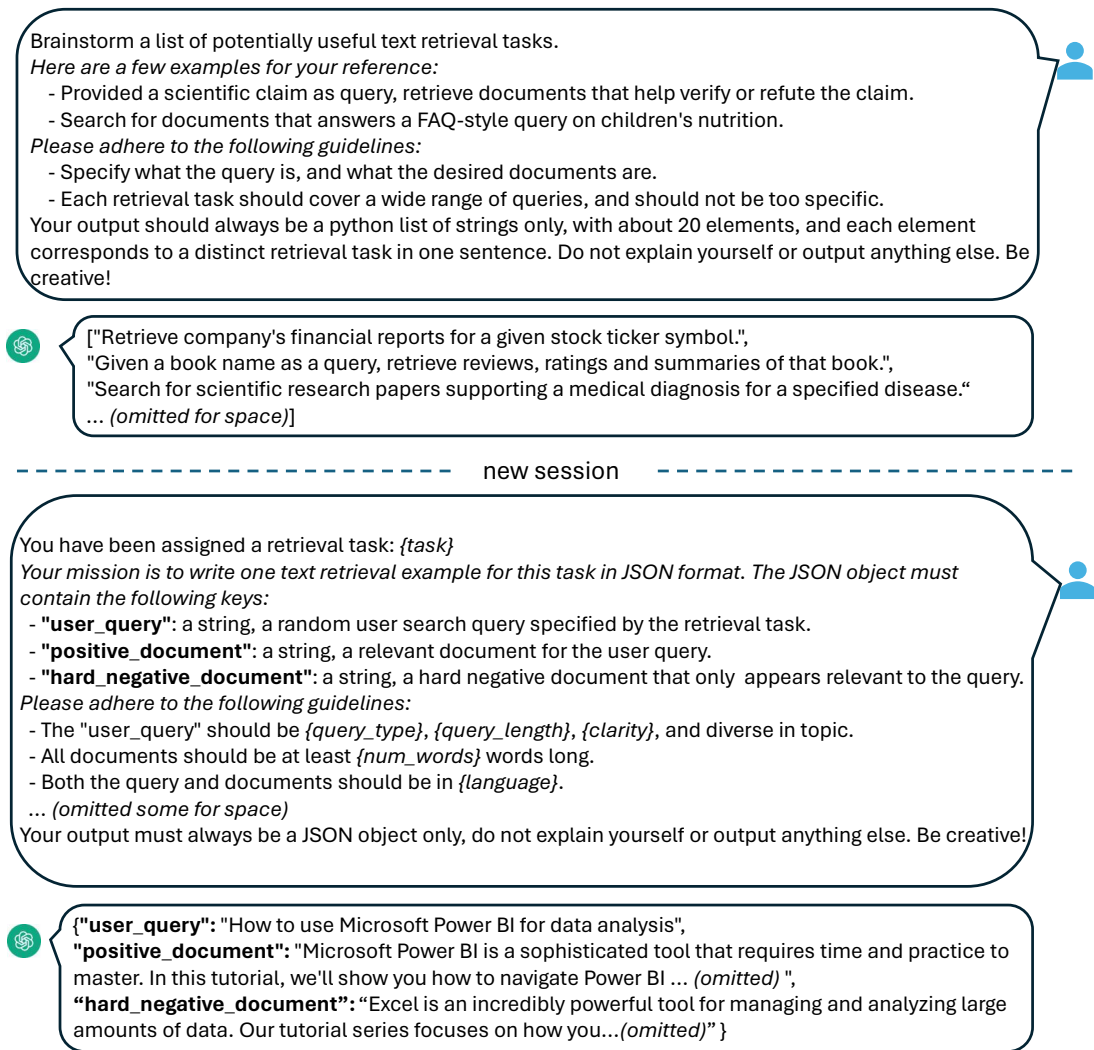 Brainstorm a list of potentially useful text retrieval tasks.
Here are a few examples for your reference:
- Provided a scientific claim as query, retrieve documents that help verify or refute the claim.
- Search for documents that answers a FAQ-style query on children's nutrition.
Please adhere to the following guidelines:
- Specify what the query is, and what the desired documents are.
- Each retrieval task should cover a wide range of queries, and should not be too specific.
Your output should always be a python list of strings only, with about 20 elements, and each element
corresponds to a distinct retrieval task in one sentence. Do not explain yourself or output anything else. Be
creative!
["Retrieve company's financial reports for a given stock ticker symbol.",
"Given a book name as a query, retrieve reviews, ratings and summaries of that book.",
"Search for scientific research papers supporting a medical diagnosis for a specified disease.“
... (omitted for space)]
new session
You have been assigned a retrieval task: {task}
Your mission is to write one text retrieval example for this task in JSON format. The JSON object must
contain the following keys:
- "user_query": a string, a random user search query specified by the retrieval task.
- "positive_document": a string, a relevant document for the user query.
- "hard_negative_document": a string, a hard negative document that only appears relevant to the query.
Please adhere to the following guidelines:
- The "user_query" should be {query_type}, {query_length}, {clarity}, and diverse in topic.
- All documents should be at least {num_words} words long.
- Both the query and documents should be in {language}.
... (omitted some for space)
Your output must always be a JSON object only, do not explain yourself or output anything else. Be creative!
{"user_query": "How to use Microsoft Power BI for data analysis",
"positive_document": "Microsoft Power BI is a sophisticated tool that requires time and practice to
master. In this tutorial, we'll show you how to navigate Power BI ... (omitted) ",
“hard_negative_document”: “Excel is an incredibly powerful tool for managing and analyzing large
amounts of data. Our tutorial series focuses on how you...(omitted)” }